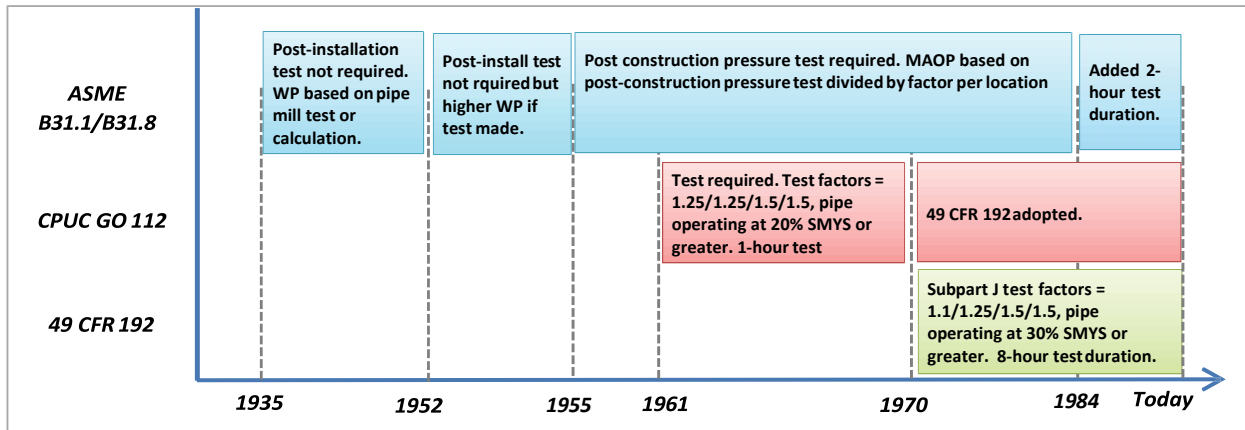 ASME
B31.1/B31.8
Post-installation
test not required.
WP based on pipe
mill test or
calculation.
Post-install test
not rquired but
higher WP if
test made.
Post construction pressure test required. MAOP based on
post-construction pressure test divided by factor per location
Added 2-
hour test
duration.
CPUC GO 112
Test required. Test factors =
1.25/1.25/1.5/1.5, pipe
operating at 20% SMYS or
greater. 1-hour test
49 CFR 192 adopted.
49 CFR 192
Subpart J test factors =
1.1/1.25/1.5/1.5, pipe
operating at 30% SMYS or
greater. 8-hour test duration.
1935 1952 1955 1961 1970 1984 Today